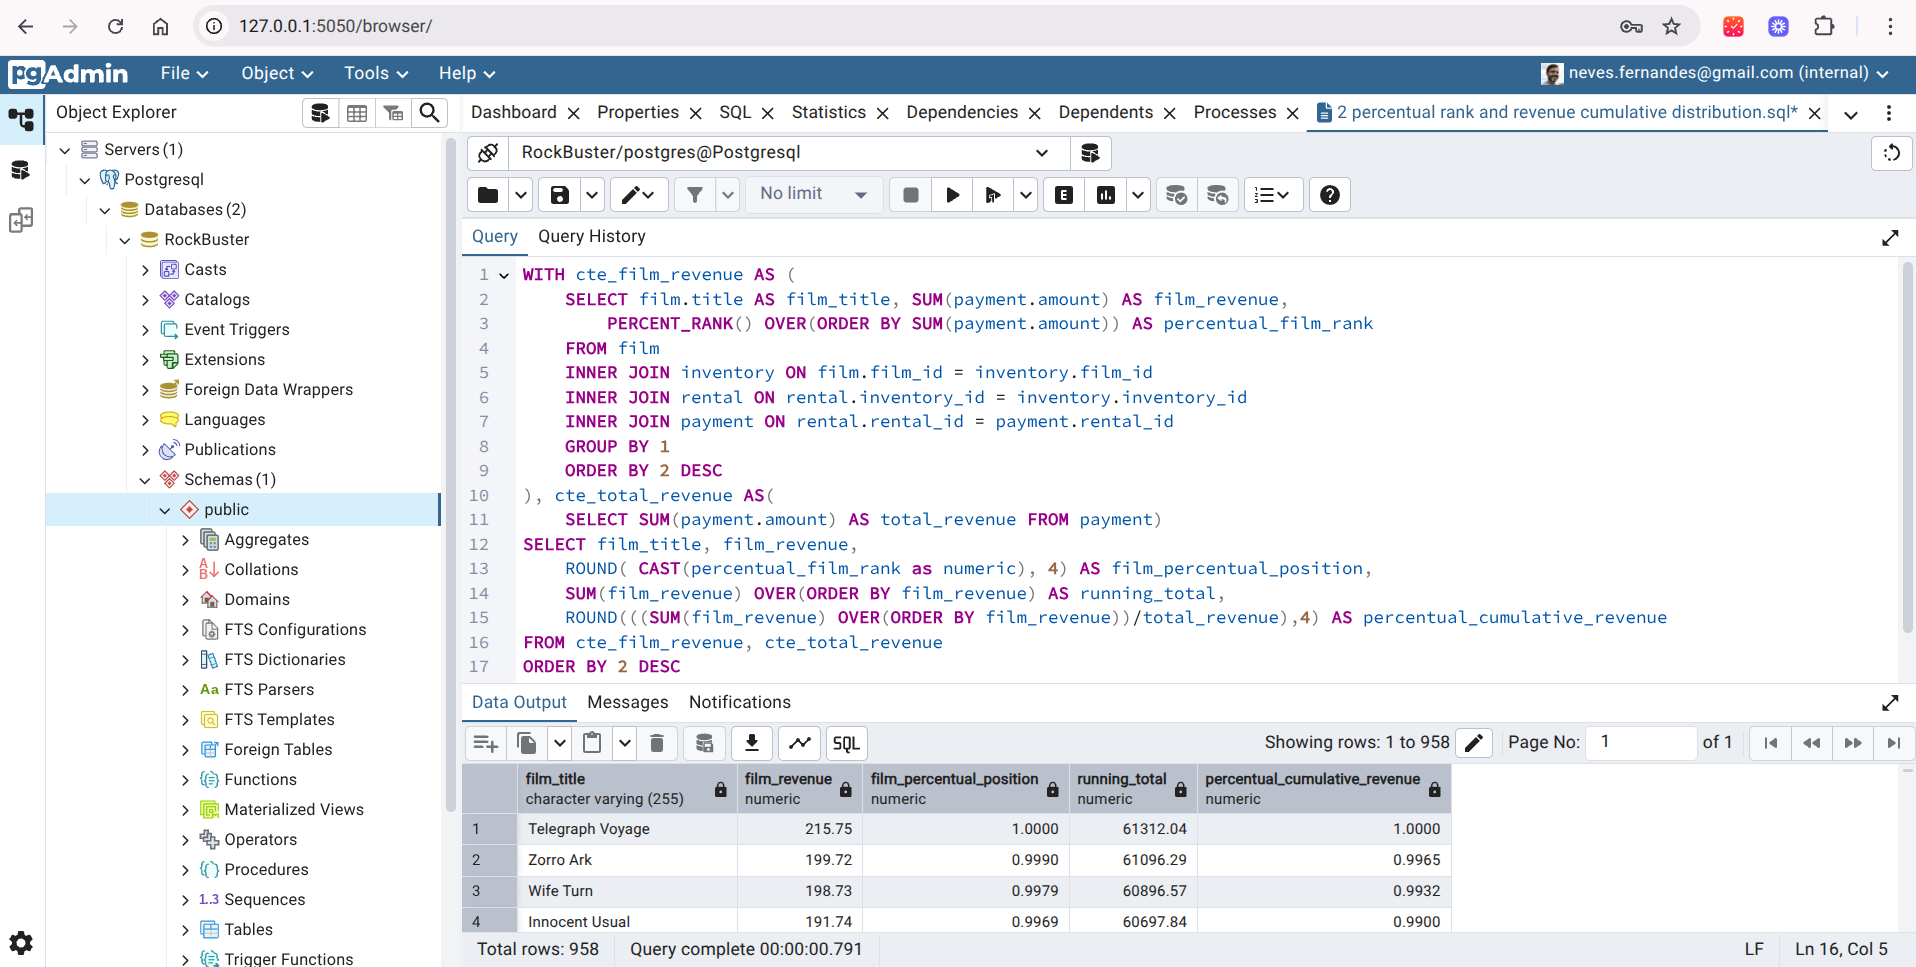 127.0.0.1:5050/browser/
pgAdmin File Object Tools Help neves.fernandes@gmail.com (internal)
Object Explorer
Dashboard Properties SQL Statistics Dependencies Dependents Processes 2 percentual rank and revenue cumulative distribution.sql*
Servers (1)
Postgresql
Databases (2)
RockBuster
Casts
Catalogs
Event Triggers
Extensions
Foreign Data Wrappers
Languages
Publications
Schemas (1)
public
Aggregates
Collations
Domains
FTS Configurations
FTS Dictionaries
Aa FTS Parsers
FTS Templates
Foreign Tables
Functions
Materialized Views
Operators
Procedures
1..3 Sequences
Tables
Trigger Functions
RockBuster/postgres@Postgresql
No limit E
Query Query History
1 WITH cte_film_revenue AS (
2 SELECT film.title AS film_title, SUM(payment.amount) AS film_revenue,
3 PERCENT_RANK() OVER(ORDER BY SUM(payment.amount)) AS percentual_film_rank
4 FROM film
5 INNER JOIN inventory ON film.film_id = inventory.film_id
6 INNER JOIN rental ON rental.inventory_id = inventory.inventory_id
7 INNER JOIN payment ON rental.rental_id = payment.rental_id
8 GROUP BY 1
9 ORDER BY 2 DESC
10 ), cte_total_revenue AS(
11 SELECT SUM(payment.amount) AS total_revenue FROM payment)
12 SELECT film_title, film_revenue,
13 ROUND( CAST(percentual_film_rank as numeric), 4) AS film_percentual_position,
14 SUM(film_revenue) OVER(ORDER BY film_revenue) AS running_total,
15 ROUND(((SUM(film_revenue) OVER(ORDER BY film_revenue))/total_revenue),4) AS percentual_cumulative_revenue
16 FROM cte_film_revenue, cte_total_revenue
17 ORDER BY 2 DESC
Data Output Messages Notifications
SQL Showing rows: 1 to 958 Page No: 1 of 1
film_title film_revenue film_percentual_position running_total percentual_cumulative_revenue
character varying (255) numeric numeric numeric numeric
1 Telegraph Voyage 215.75 1.0000 61312.04 1.0000
2 Zorro Ark 199.72 0.9990 61096.29 0.9965
3 Wife Turn 198.73 0.9979 60896.57 0.9932
4 Innocent Usual 191.74 0.9969 60697.84 0.9900
Total rows: 958 Query complete 00:00:00.791 LF Ln 16, Col 5